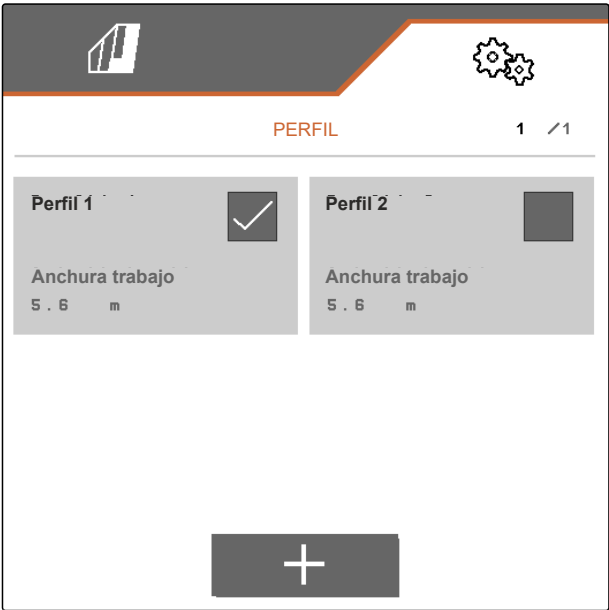 PERFIL 1 /1
Perfil 1 Perfil 2
Anchura trabajo Anchura trabajo
5.6 m 5.6 m